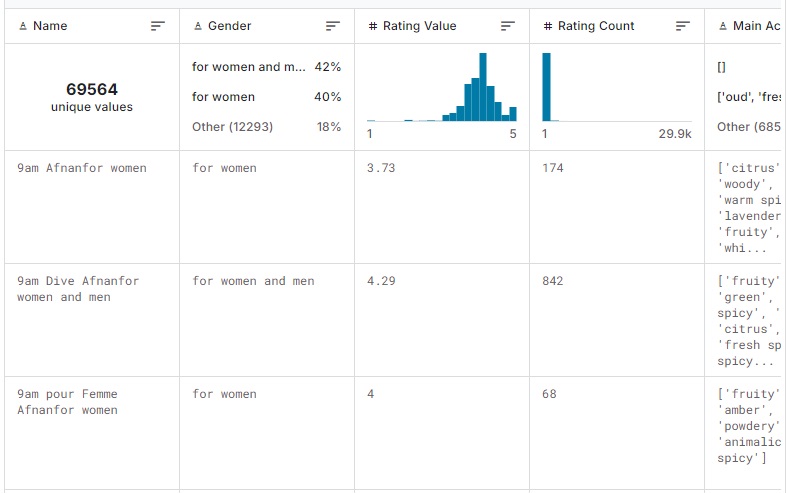 Name
Gender
Rating Value
Rating Count
Main Ac
69564
unique values
for women and m... 42%
for women 40%
Other (12293) 18%
1 5
1 29.9k
[]
['oud', 'fres
Other (685
9am Afnanfor women
for women
3.73
174
['citrus'
'woody',
'warm spi
'lavender
'fruity',
'whi...
9am Dive Afnanfor
women and men
for women and men
4.29
842
['fruity'
'green',
spicy', '
'citrus',
'fresh sp
spicy...
9am pour Femme
Afnanfor women
for women
4
68
['fruity'
'amber',
'powdery'
'animalic
spicy']